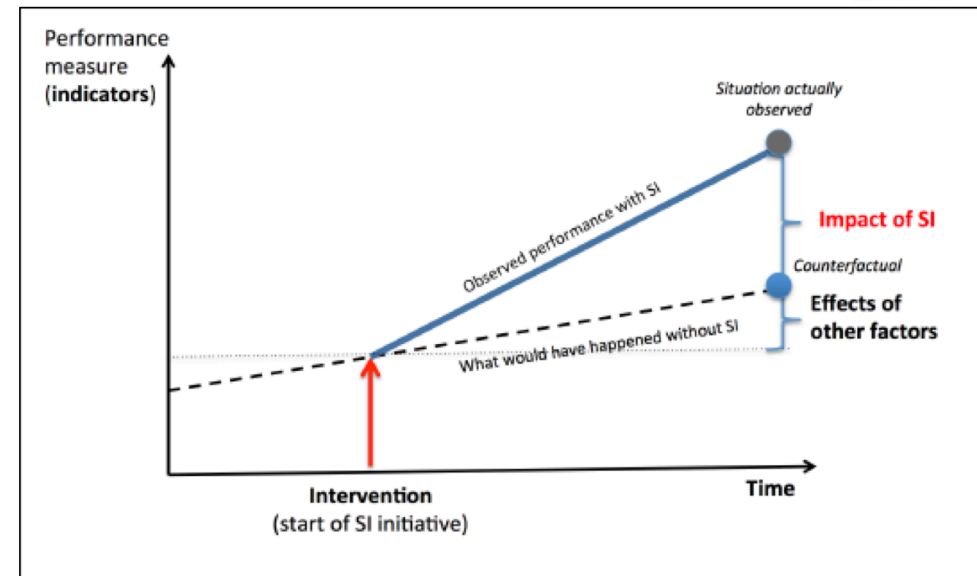 Performance
measure
(indicators)
Situation actually
observed
Observed performance with SI
Impact of SI
Counterfactual
Effects of
other factors
What would have happened without SI
Intervention
(start of SI initiative)
Time